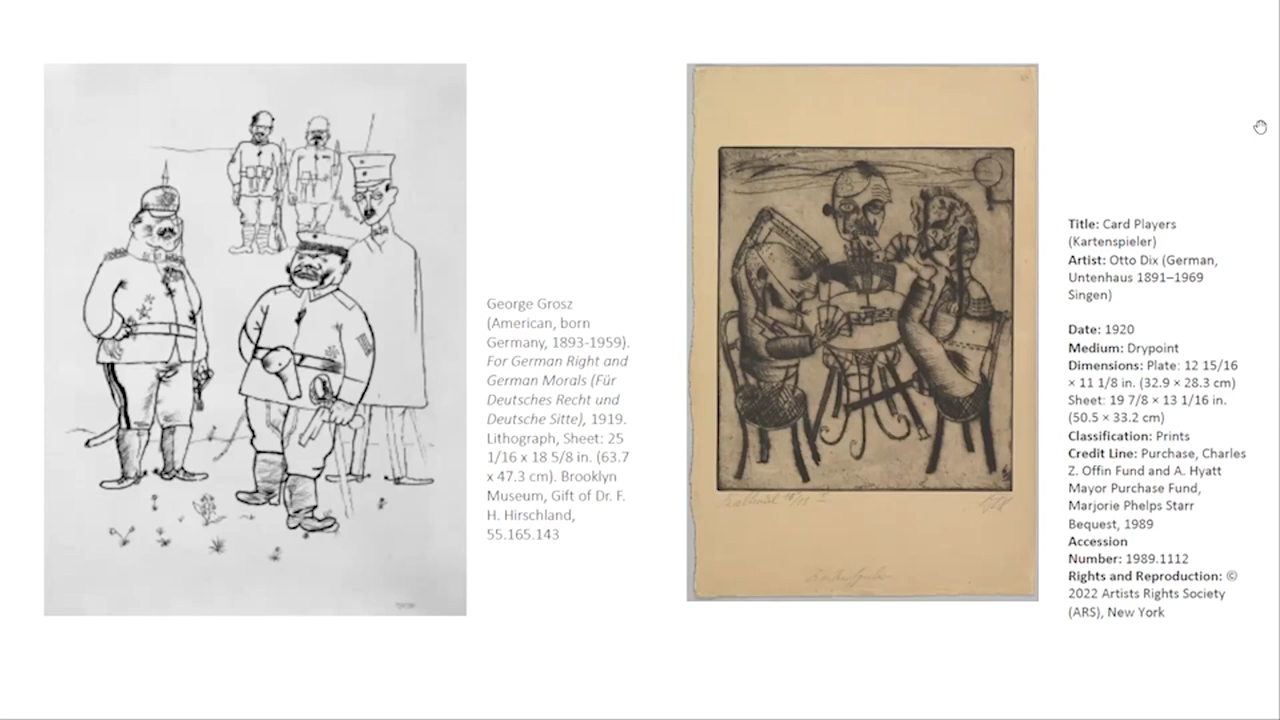 George Grosz
(American, born
Germany, 1893-1959).
For German Right and
German Morals (Für
Deutsches Recht und
Deutsche Sitte), 1919.
Lithograph, Sheet: 25
1/16 x 18 5/8 in. (63.7
x 47.3 cm). Brooklyn
Museum, Gift of Dr. F.
H. Hirschland,
55.165.143
Title: Card Players
(Kartenspieler)
Artist: Otto Dix (German,
Untenhaus 1891–1969
Singen)
Date: 1920
Medium: Drypoint
Dimensions: Plate: 12 15/16
× 11 1/8 in. (32.9 × 28.3 cm)
Sheet: 19 7/8 × 13 1/16 in.
(50.5 × 33.2 cm)
Classification: Prints
Credit Line: Purchase, Charles
Z. Offin Fund and A. Hyatt
Mayor Purchase Fund,
Marjorie Phelps Starr
Bequest, 1989
Accession
Number: 1989.1112
Rights and Reproduction: ©
2022 Artists Rights Society
(ARS), New York